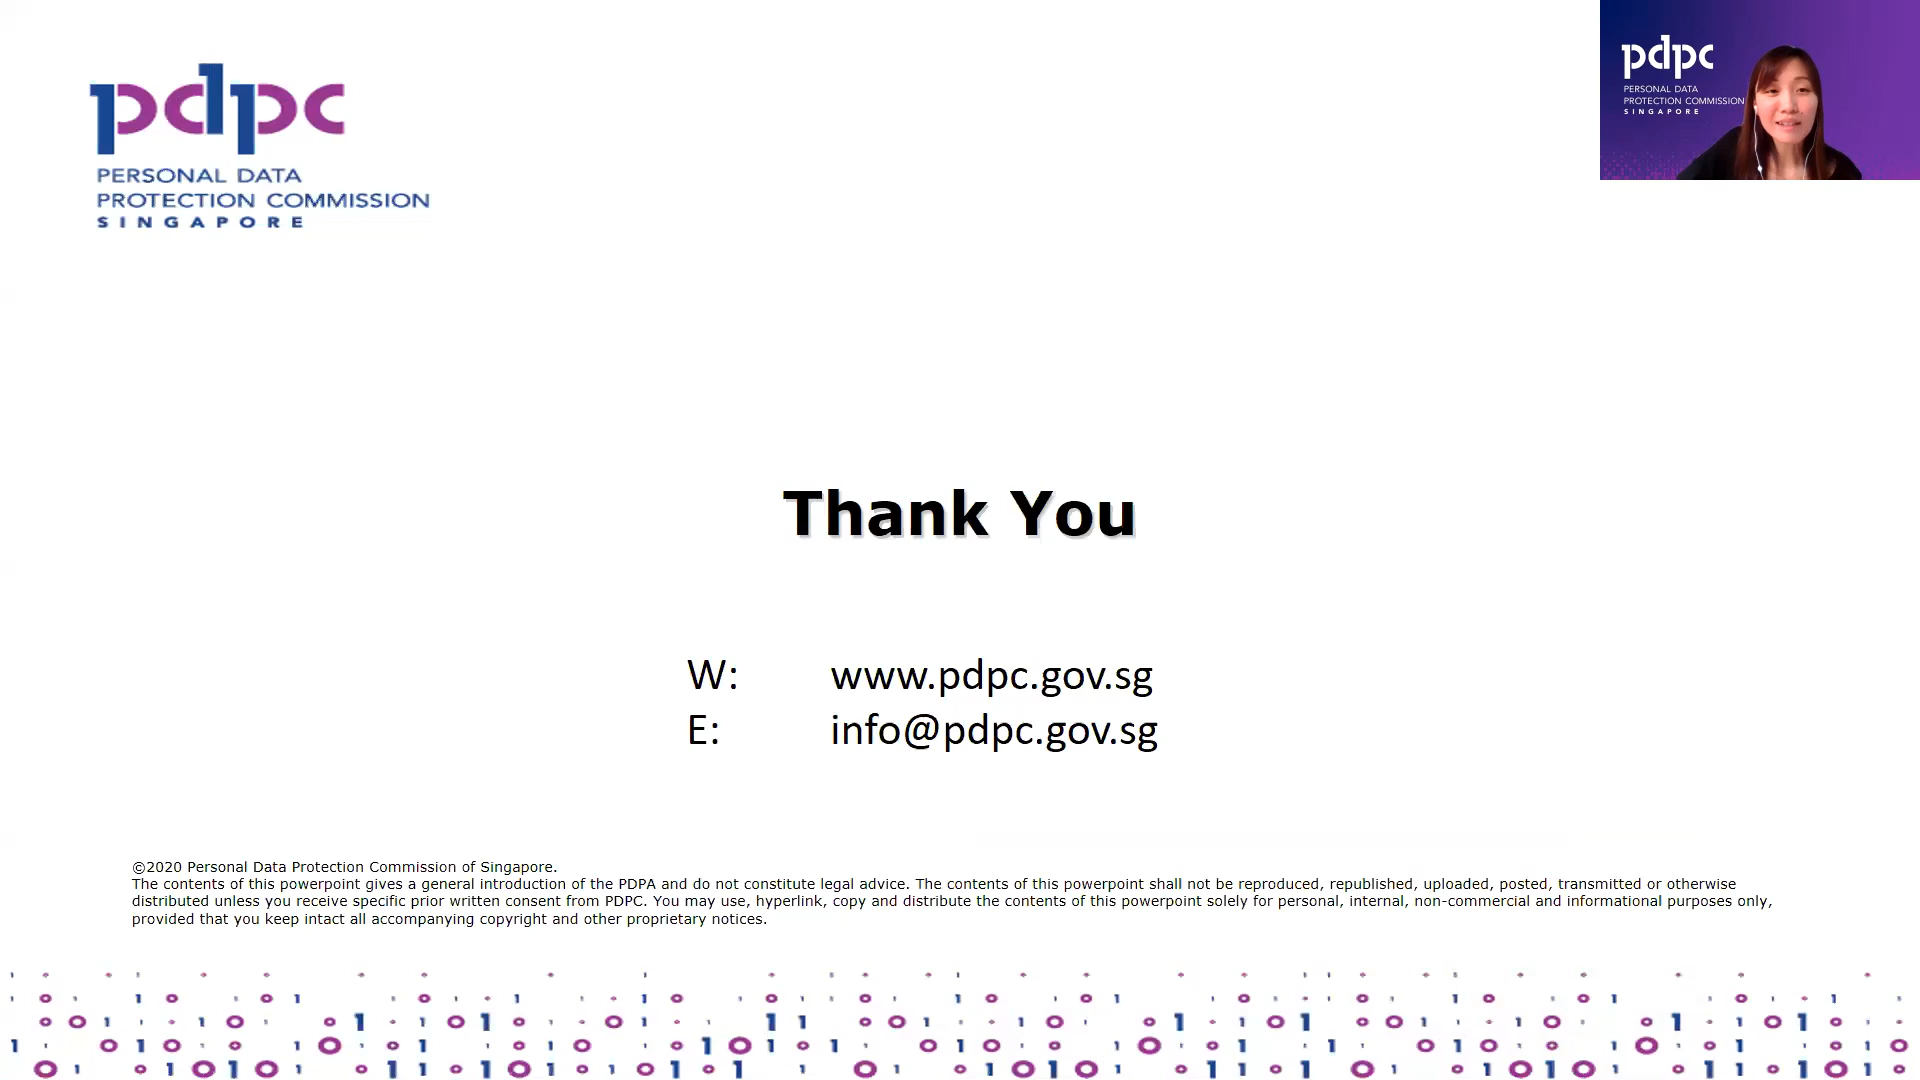 pdpc
PERSONAL DATA
PROTECTION COMMISSION
SINGAPORE
pdpc
PERSONAL DATA
PROTECTION COMMISSION
SINGAPORE
Thank You
W: www.pdpc.gov.sg
E: info@pdpc.gov.sg
©2020 Personal Data Protection Commission of Singapore.
The contents of this powerpoint gives a general introduction of the PDPA and do not constitute legal advice. The contents of this powerpoint shall not be reproduced, republished, uploaded, posted, transmitted or otherwise
distributed unless you receive specific prior written consent from PDPC. You may use, hyperlink, copy and distribute the contents of this powerpoint solely for personal, internal, non-commercial and informational purposes only,
provided that you keep intact all accompanying copyright and other proprietary notices.